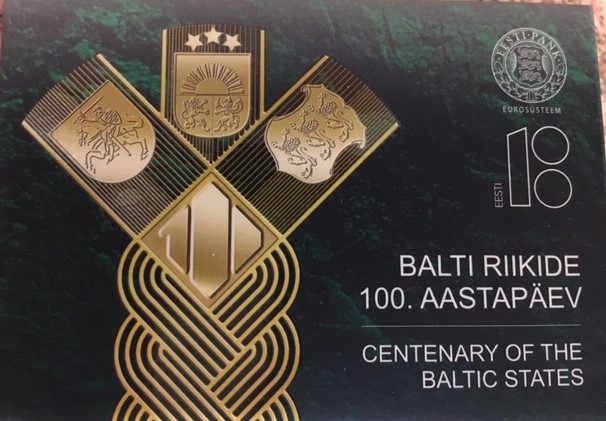 EESTI PANK
EUROSÜSTEEM
EESTI
100
BALTI RIIKIDE
100. AASTAPÄEV
CENTENARY OF THE
BALTIC STATES